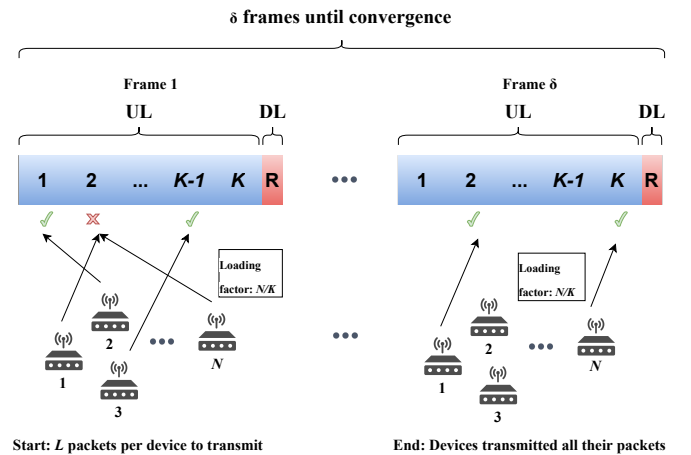 δ frames until convergence
Frame 1
Frame δ
UL
DL
UL
DL
1 2 ... K-1 K R
1 2 ... K-1 K R
Loading
factor: N/K
Loading
factor: N/K
1
2
3
N
1
2
3
N
Start: L packets per device to transmit
End: Devices transmitted all their packets